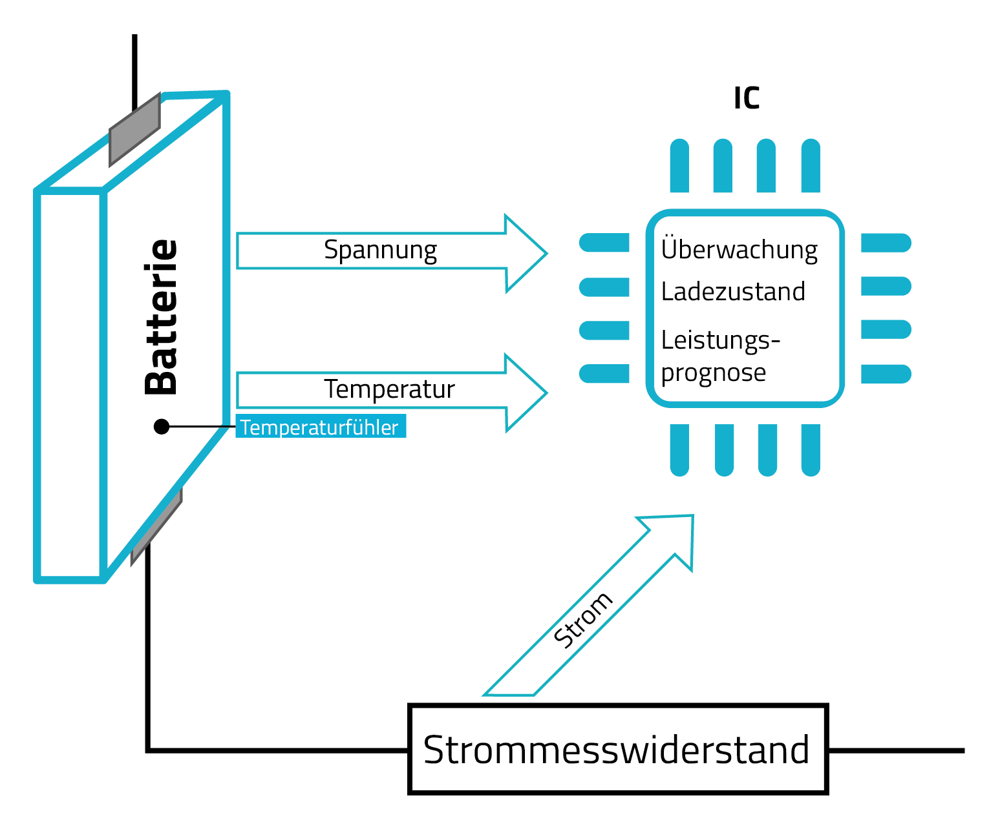 IC
Batterie
Spannung
Temperatur
Temperaturfühler
Überwachung
Ladezustand
Leistungs-
prognose
Strom
Strommesswiderstand